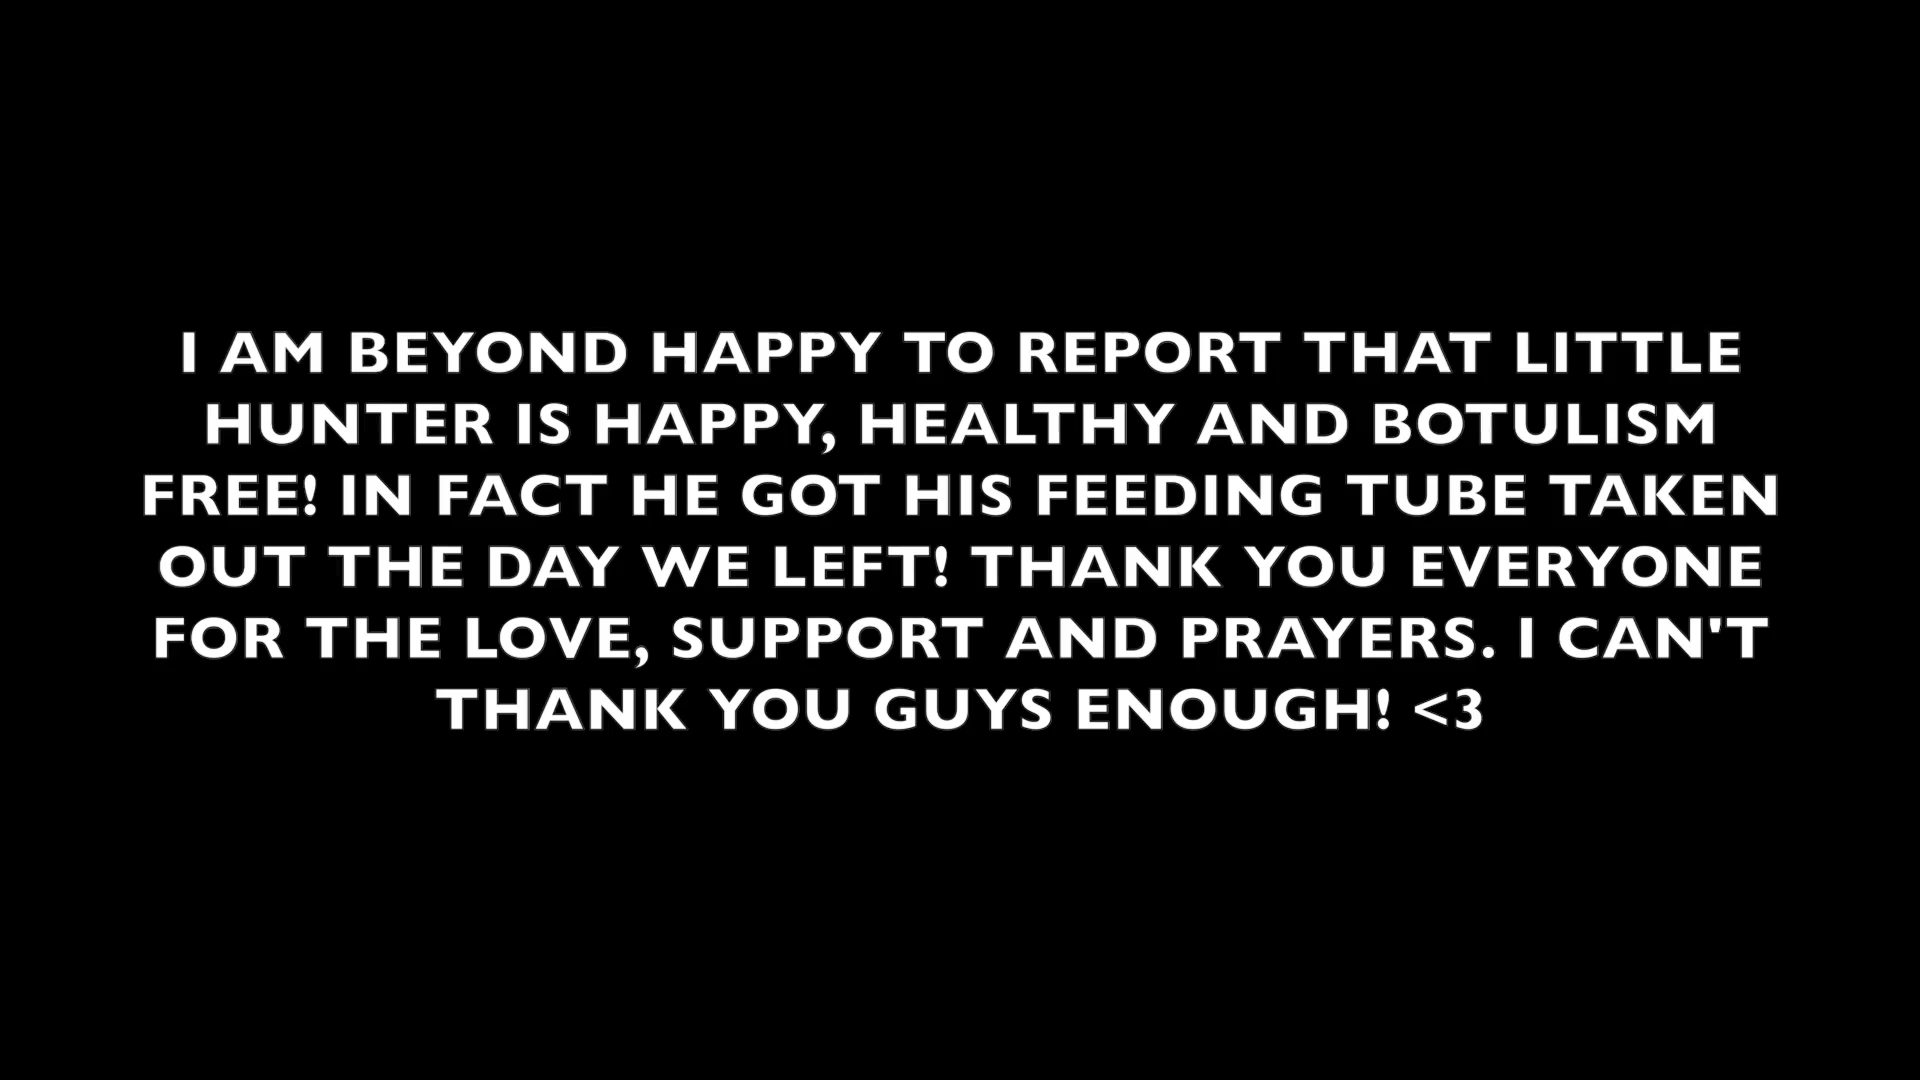 I AM BEYOND HAPPY TO REPORT THAT LITTLE
HUNTER IS HAPPY, HEALTHY AND BOTULISM
FREE! IN FACT HE GOT HIS FEEDING TUBE TAKEN
OUT THE DAY WE LEFT! THANK YOU EVERYONE
FOR THE LOVE, SUPPORT AND PRAYERS. I CAN'T
THANK YOU GUYS ENOUGH! <3